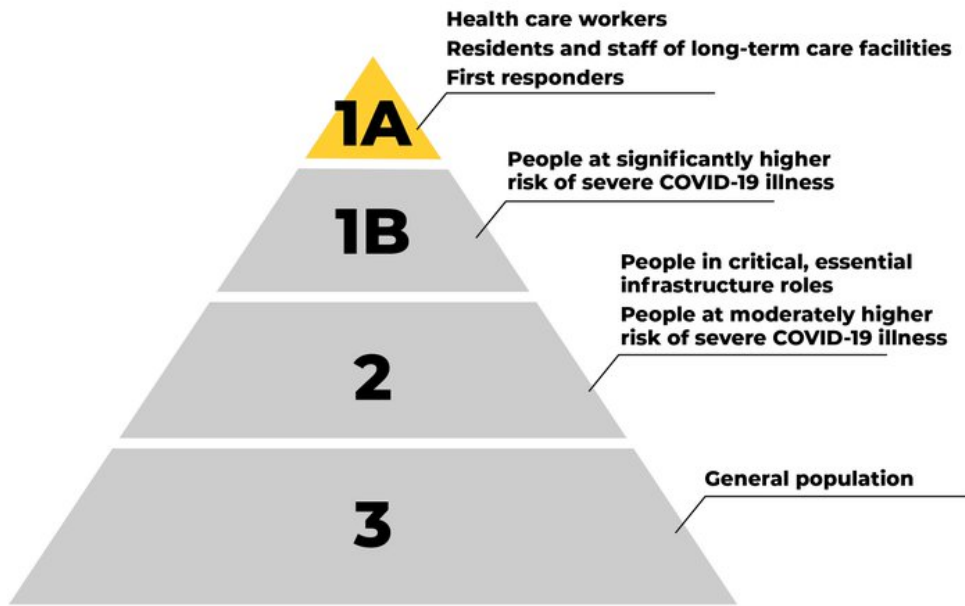 Health care workers
Residents and staff of long-term care facilities
First responders
1A
People at significantly higher
risk of severe COVID-19 illness
1B
People in critical, essential
infrastructure roles
People at moderately higher
risk of severe COVID-19 illness
2
General population
3